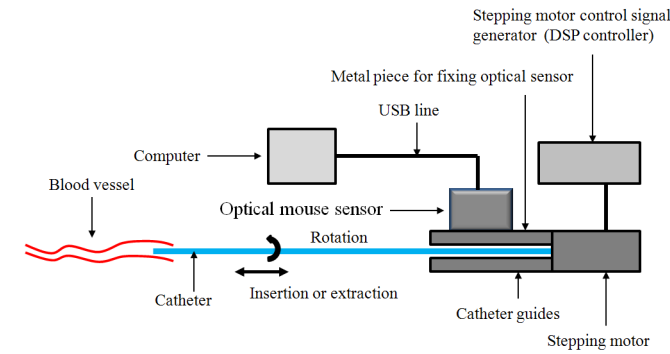 Stepping motor control signal
generator (DSP controller)
Metal piece for fixing optical sensor
USB line
Computer
Blood vessel
Optical mouse sensor
Rotation
Catheter
Insertion or extraction
Catheter guides
Stepping motor